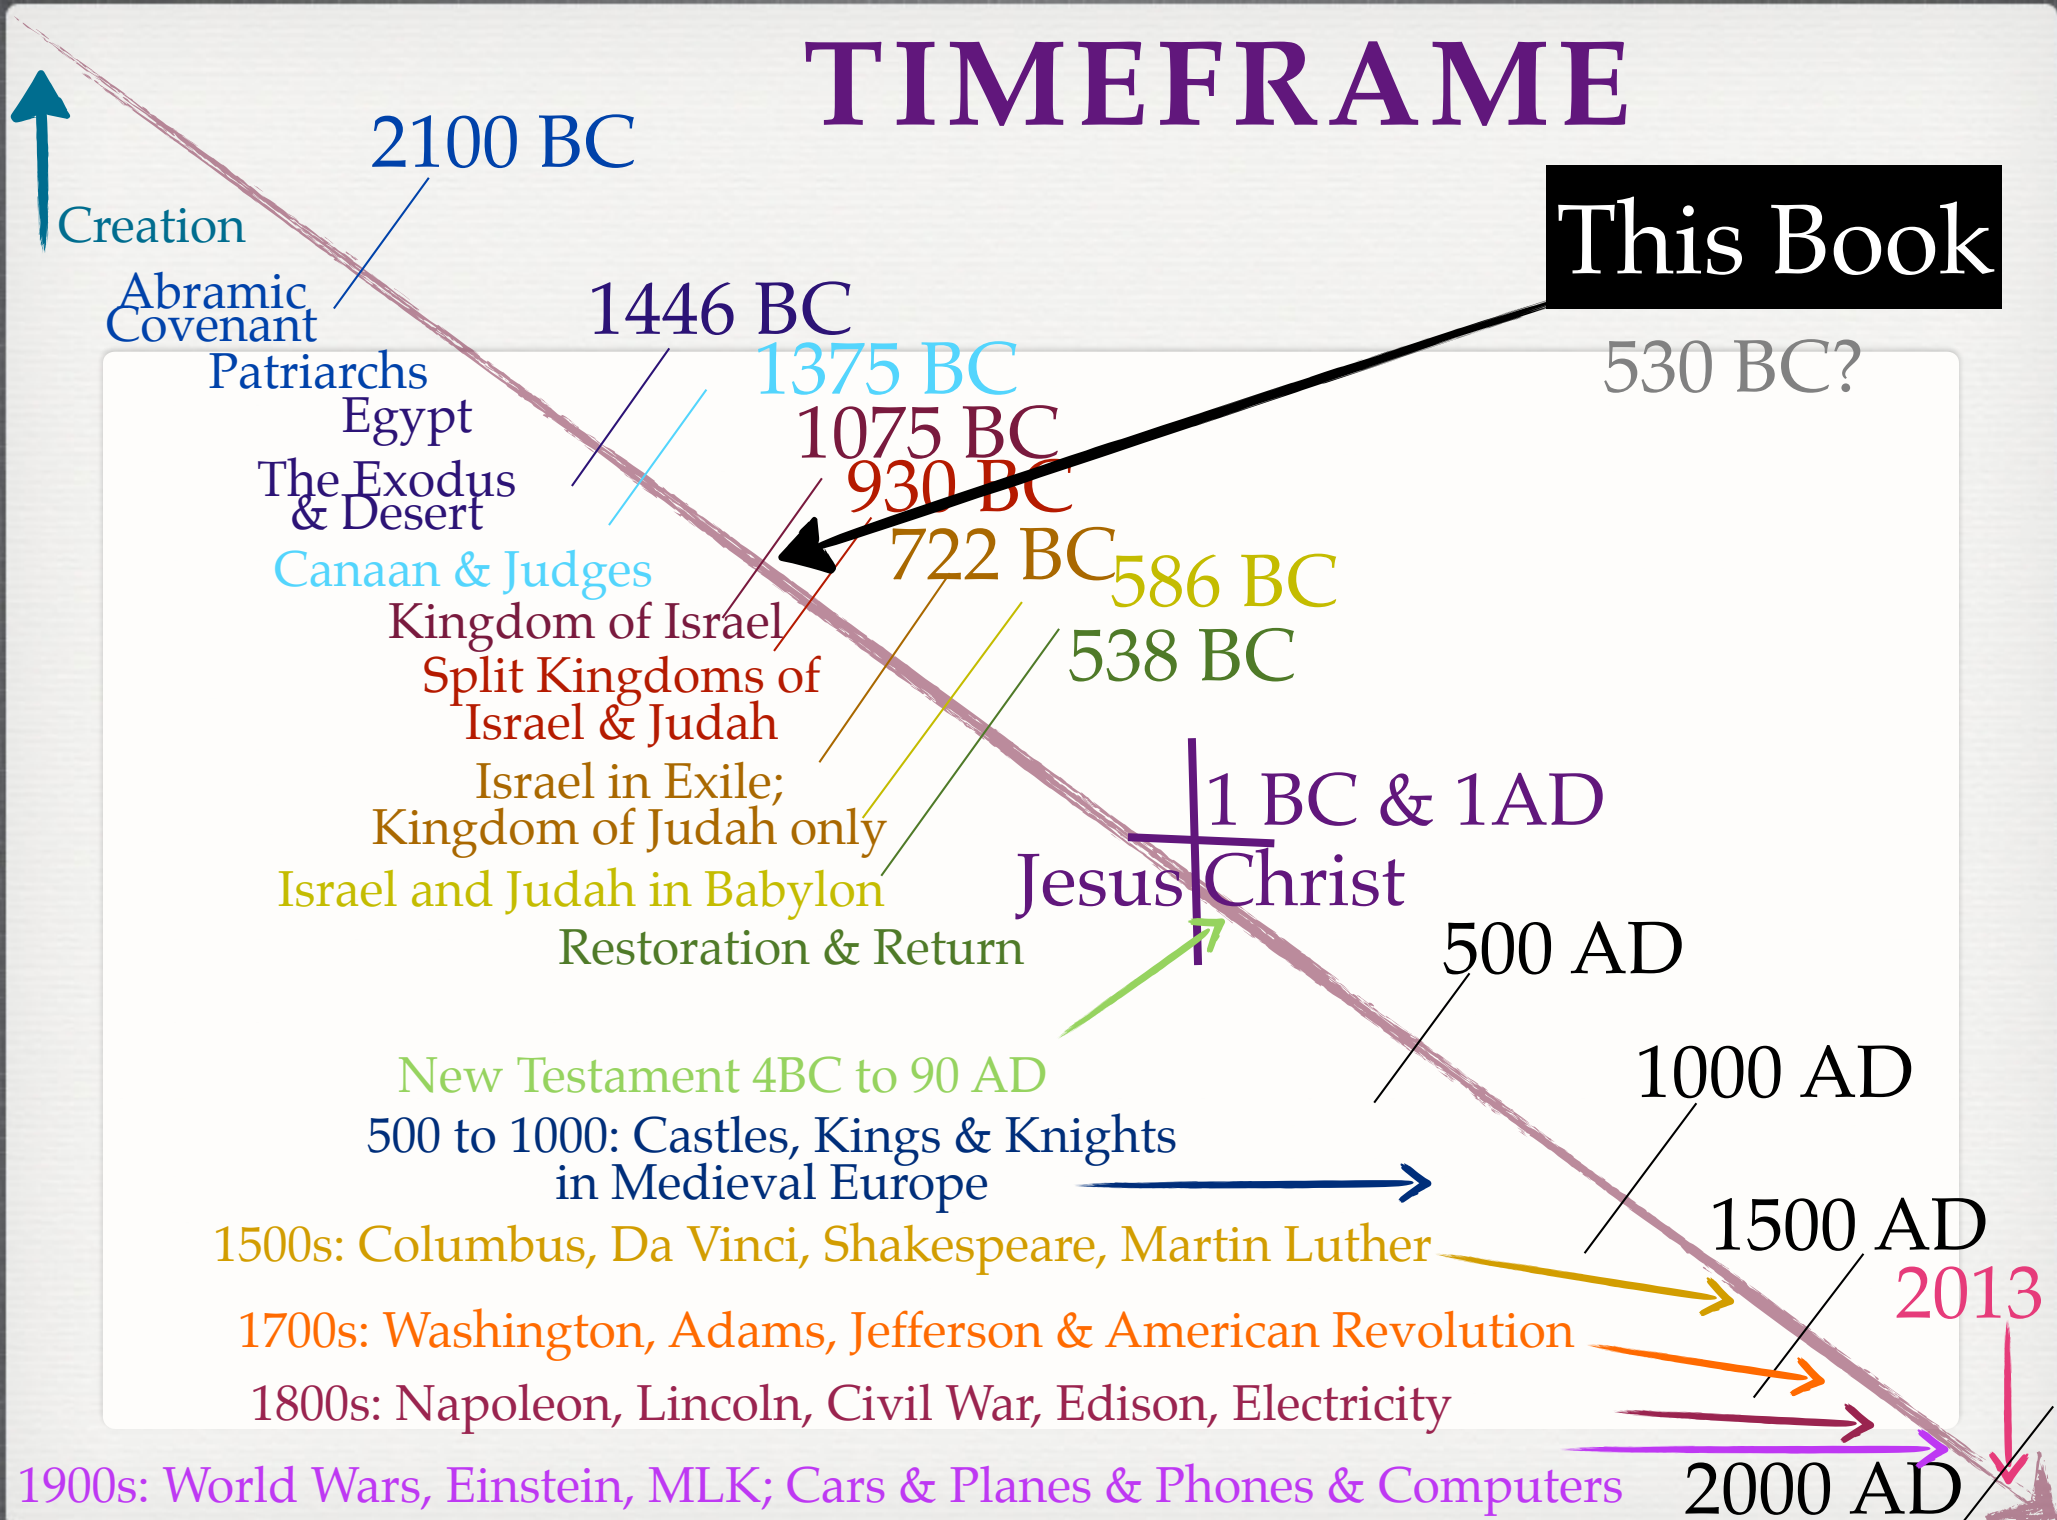 TIMEFRAME
2100 BC
This Book
Creation
Abramic
Covenant
1446 BC
530 BC?
Patriarchs
1375 BC
Egypt
1075 BC
The Exodus
& Desert
930 BC
722 BC
Canaan & Judges
586 BC
Kingdom of Israel
538 BC
Split Kingdoms of
Israel & Judah
Israel in Exile;
Kingdom of Judah only
1 BC & 1AD
Jesus Christ
Israel and Judah in Babylon
Restoration & Return
500 AD
New Testament 4BC to 90 AD
1000 AD
500 to 1000: Castles, Kings & Knights
in Medieval Europe
1500 AD
1500s: Columbus, Da Vinci, Shakespeare, Martin Luther
2013
1700s: Washington, Adams, Jefferson & American Revolution
1800s: Napoleon, Lincoln, Civil War, Edison, Electricity
1900s: World Wars, Einstein, MLK; Cars & Planes & Phones & Computers
2000 AD